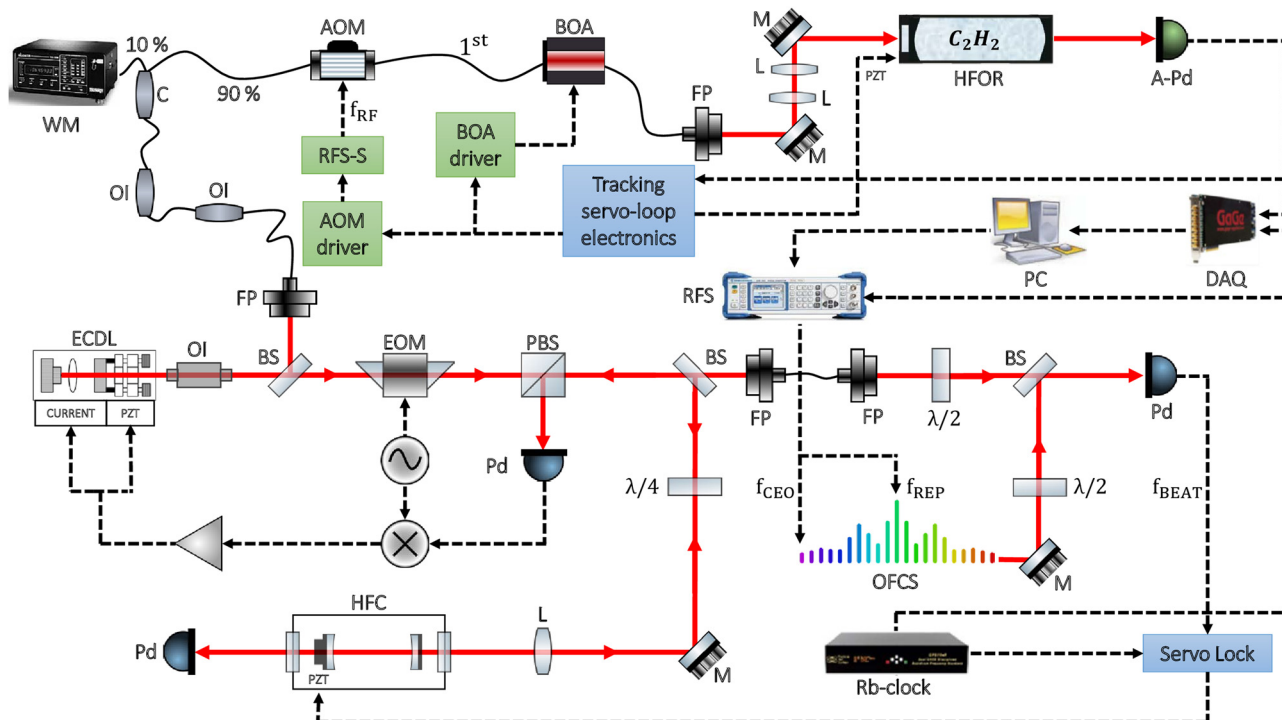 10 %
AOM
1st
BOA
M
C₂H₂
L
PZT
HFOR
A-Pd
WM
C
90 %
fRF
FP
L
M
RFS-S
BOA
driver
OI
OI
AOM
driver
Tracking
servo-loop
electronics
GaGe
PC
DAQ
RFS
FP
ECDL
OI
BS
EOM
PBS
BS
BS
CURRENT
PZT
FP
FP
λ/2
Pd
Pd
λ/4
fCEO
fREP
λ/2
fBEAT
OFCS
M
HFC
L
Pd
PZT
M
Rb-clock
Servo Lock